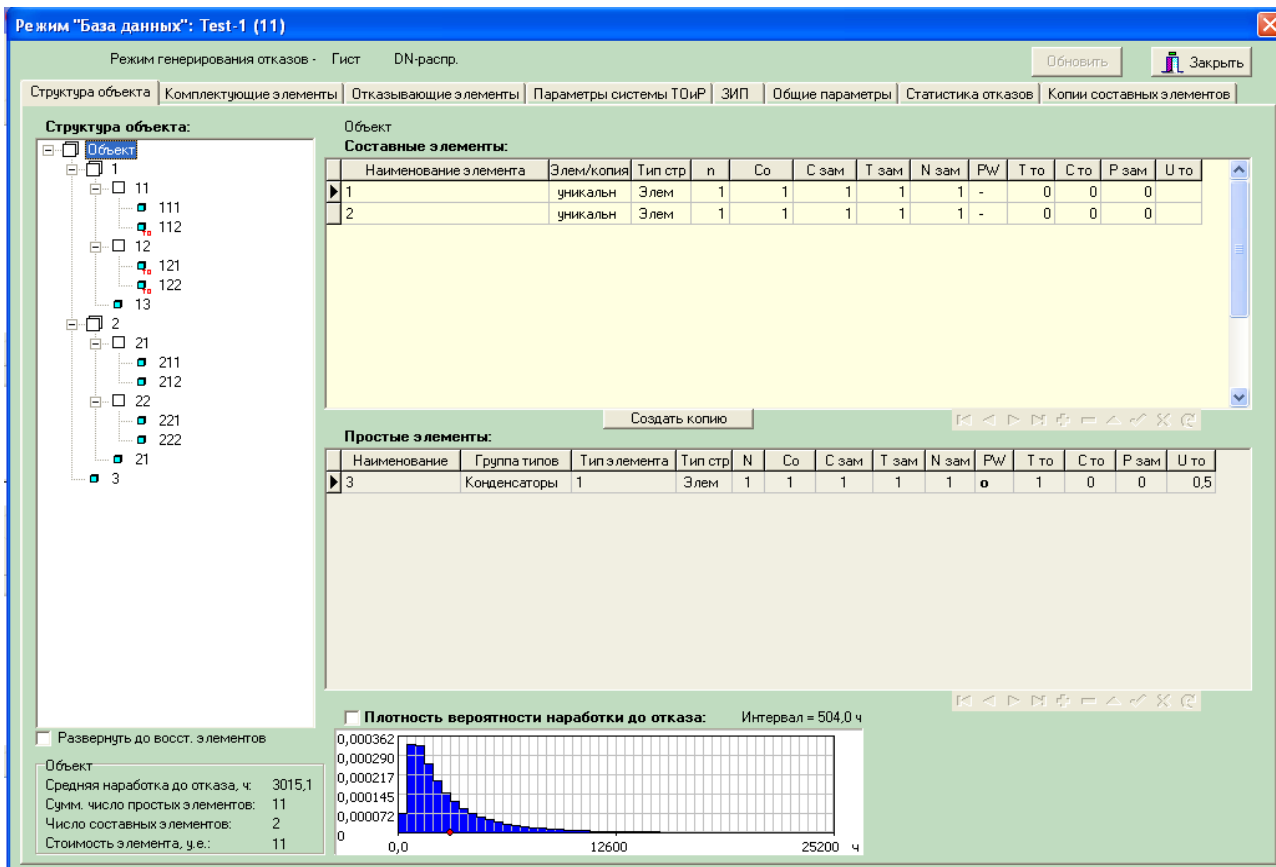 Режим "База данных": Test-1 (11)
Режим генерирования отказов - Гист DN-распр.
Обновить
Закрыть
Структура объекта Комплектующие элементы Отказывающие элементы Параметры системы ТОиР ЗИП Общие параметры Статистика отказов Копии составных элементов
Структура объекта:
Объект
1
11
111
112
12
121
122
13
2
21
211
212
22
221
222
21
3
Развернуть до восст. элементов
Объект
Средняя наработка до отказа, ч: 3015,1
Сумм. число простых элементов: 11
Число составных элементов: 2
Стоимость элемента, у.е.: 11
Объект
Составные элементы:
Наименование элемента Элем/копия Тип стр n Co С зам Т зам N зам PW Т то С то Р зам U то
1 уникальн Элем 1 1 1 1 1 - 0 0 0
2 уникальн Элем 1 1 1 1 1 - 0 0 0
Создать копию
Простые элементы:
Наименование Группа типов Тип элемента Тип стр N Co С зам Т зам N зам PW Т то С то Р зам U то
3 Конденсаторы 1 Элем 1 1 1 1 1 о 1 0 0 0,5
Плотность вероятности наработки до отказа: Интервал = 504,0 ч
0,000362
0,000290
0,000217
0,000145
0,000072
0
0,0 12600 25200 ч